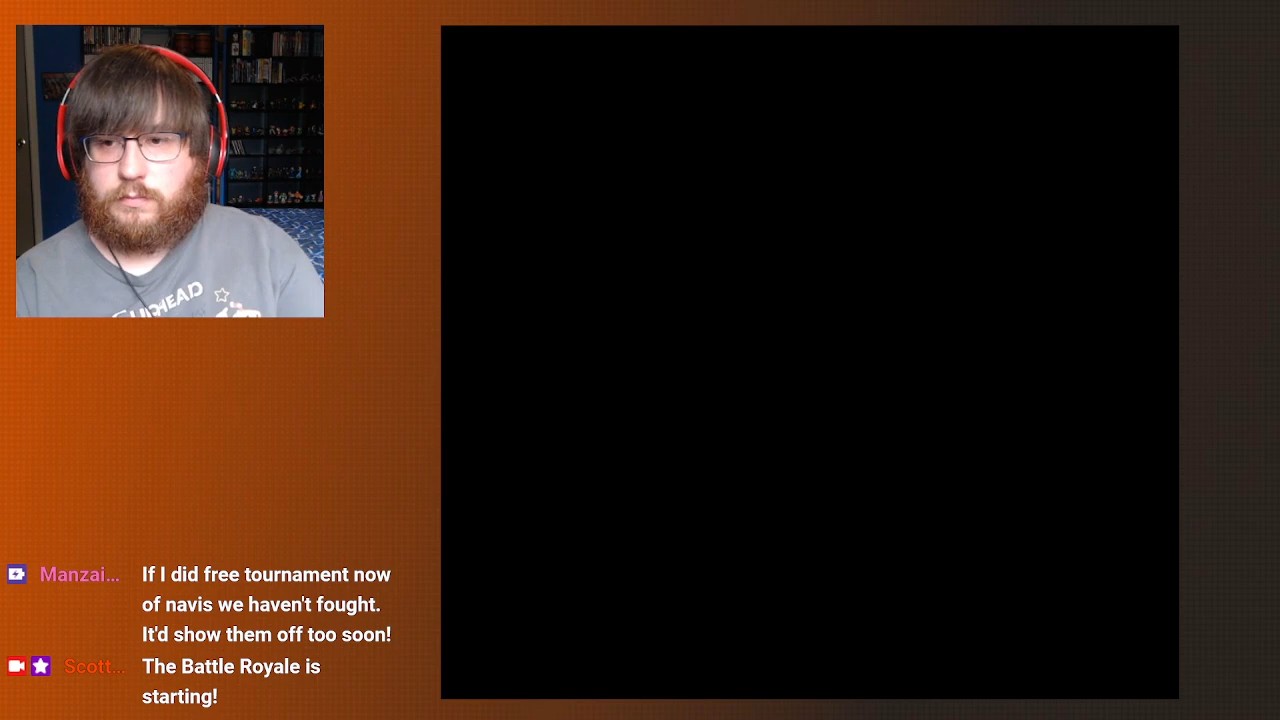 CUPHEAD
Manzai... If I did free tournament now
of navis we haven't fought.
It'd show them off too soon!
Scott... The Battle Royale is
starting!